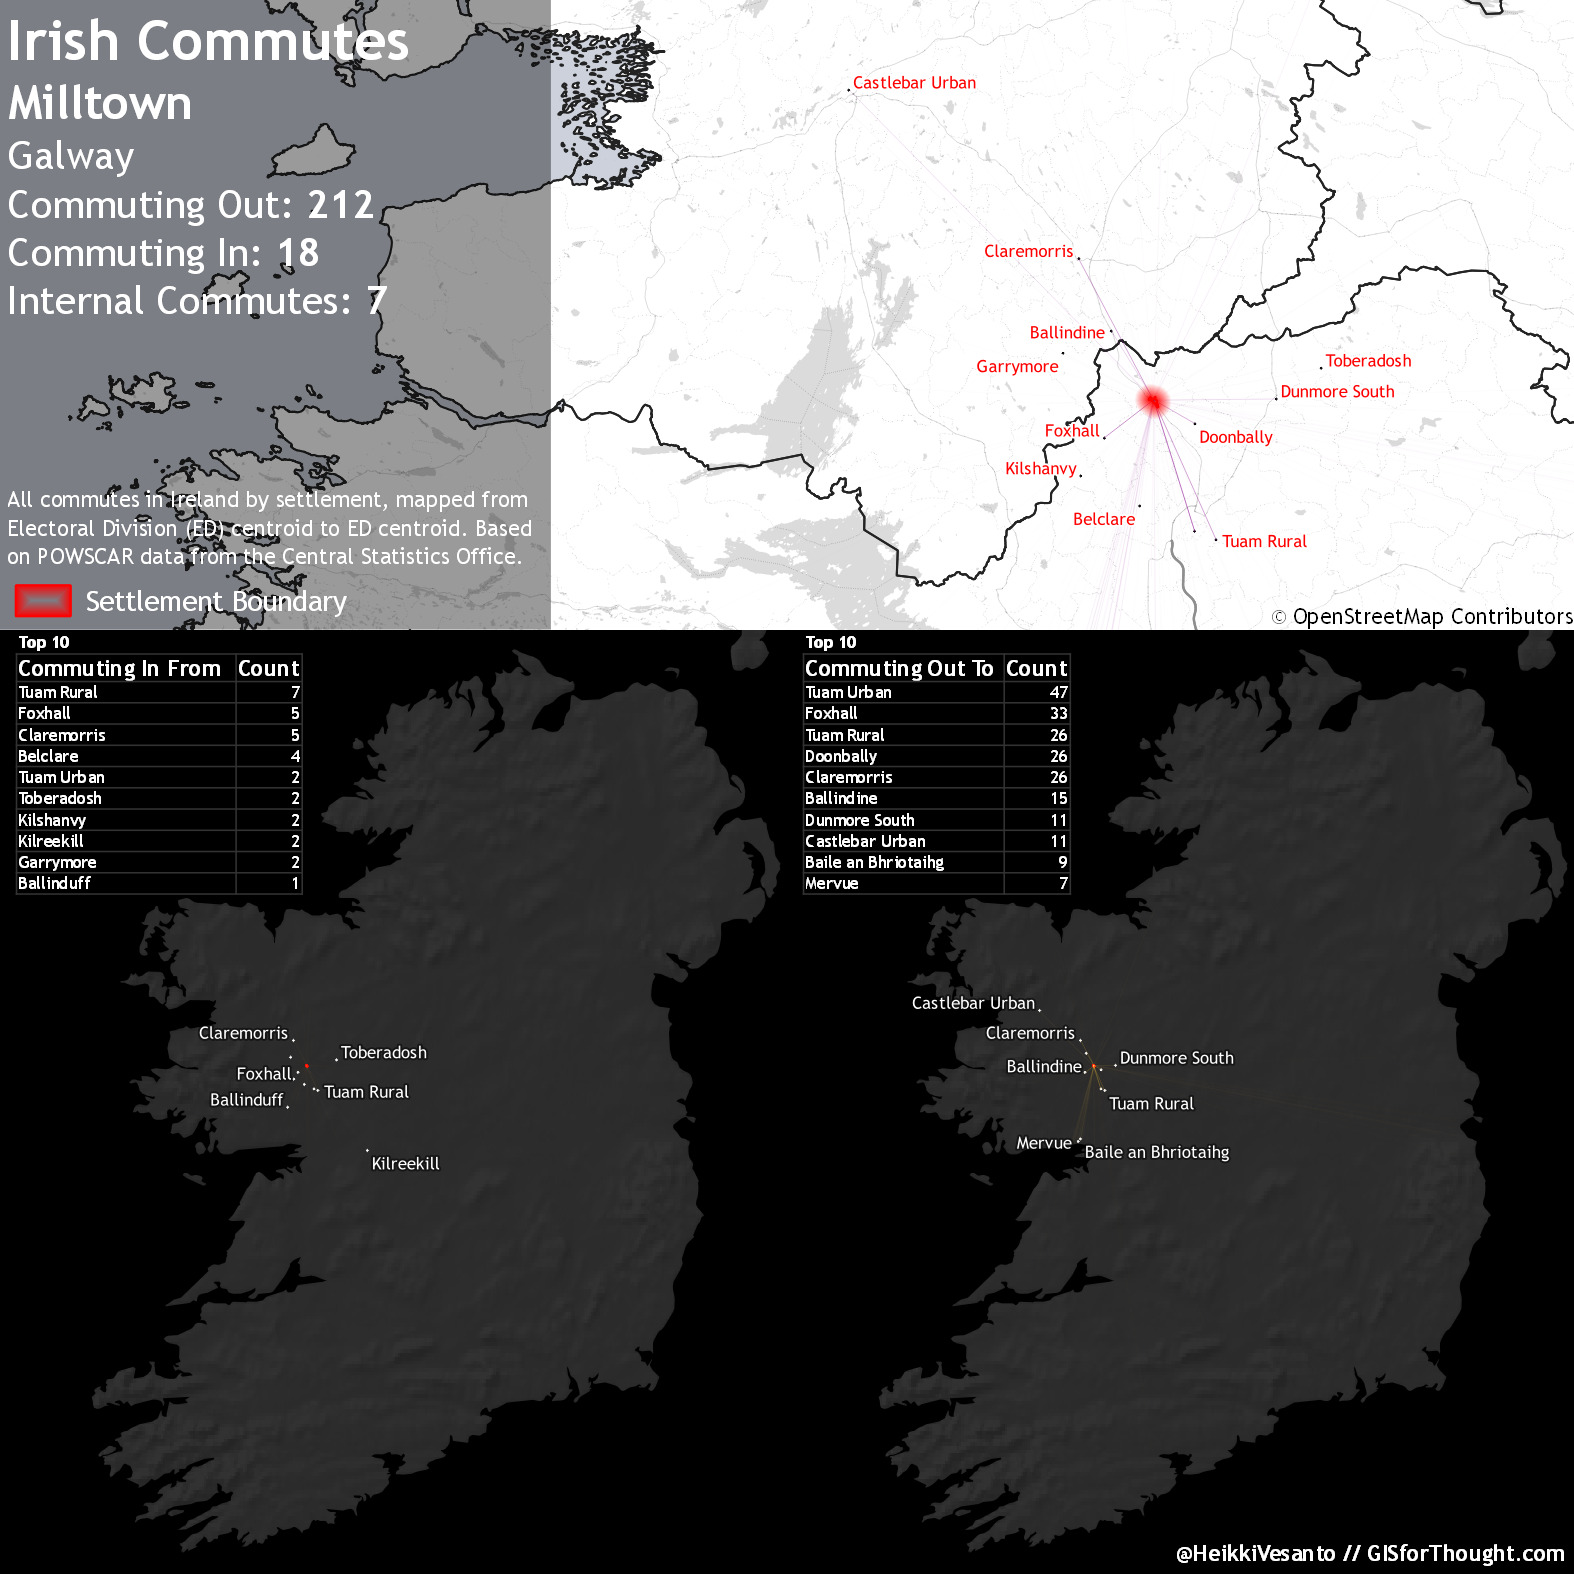 Irish Commutes
Milltown
Galway
Commuting Out: 212
Commuting In: 18
Internal Commutes: 7
All commutes in Ireland by settlement, mapped from
Electoral Division (ED) centroid to ED centroid. Based
on POWSCAR data from the Central Statistics Office.
Settlement Boundary
Castlebar Urban
Claremorris
Ballindine
Garrymore
Toberadosh
Dunmore South
Foxhall
Doonbally
Kilshanvy
Belclare
Tuam Rural
© OpenStreetMap Contributors
Top 10
Commuting In From Count
Tuam Rural 7
Foxhall 5
Claremorris 5
Belclare 4
Tuam Urban 2
Toberadosh 2
Kilshanvy 2
Kilreekill 2
Garrymore 2
Ballinduff 1
Claremorris
Toberadosh
Foxhall
Tuam Rural
Ballinduff
Kilreekill
Top 10
Commuting Out To Count
Tuam Urban 47
Foxhall 33
Tuam Rural 26
Doonbally 26
Claremorris 26
Ballindine 15
Dunmore South 11
Castlebar Urban 11
Baile an Bhriotaihg 9
Mervue 7
Castlebar Urban
Claremorris
Dunmore South
Ballindine
Tuam Rural
Mervue
Baile an Bhriotaihg
@HeikkiVesanto // GISforThought.com